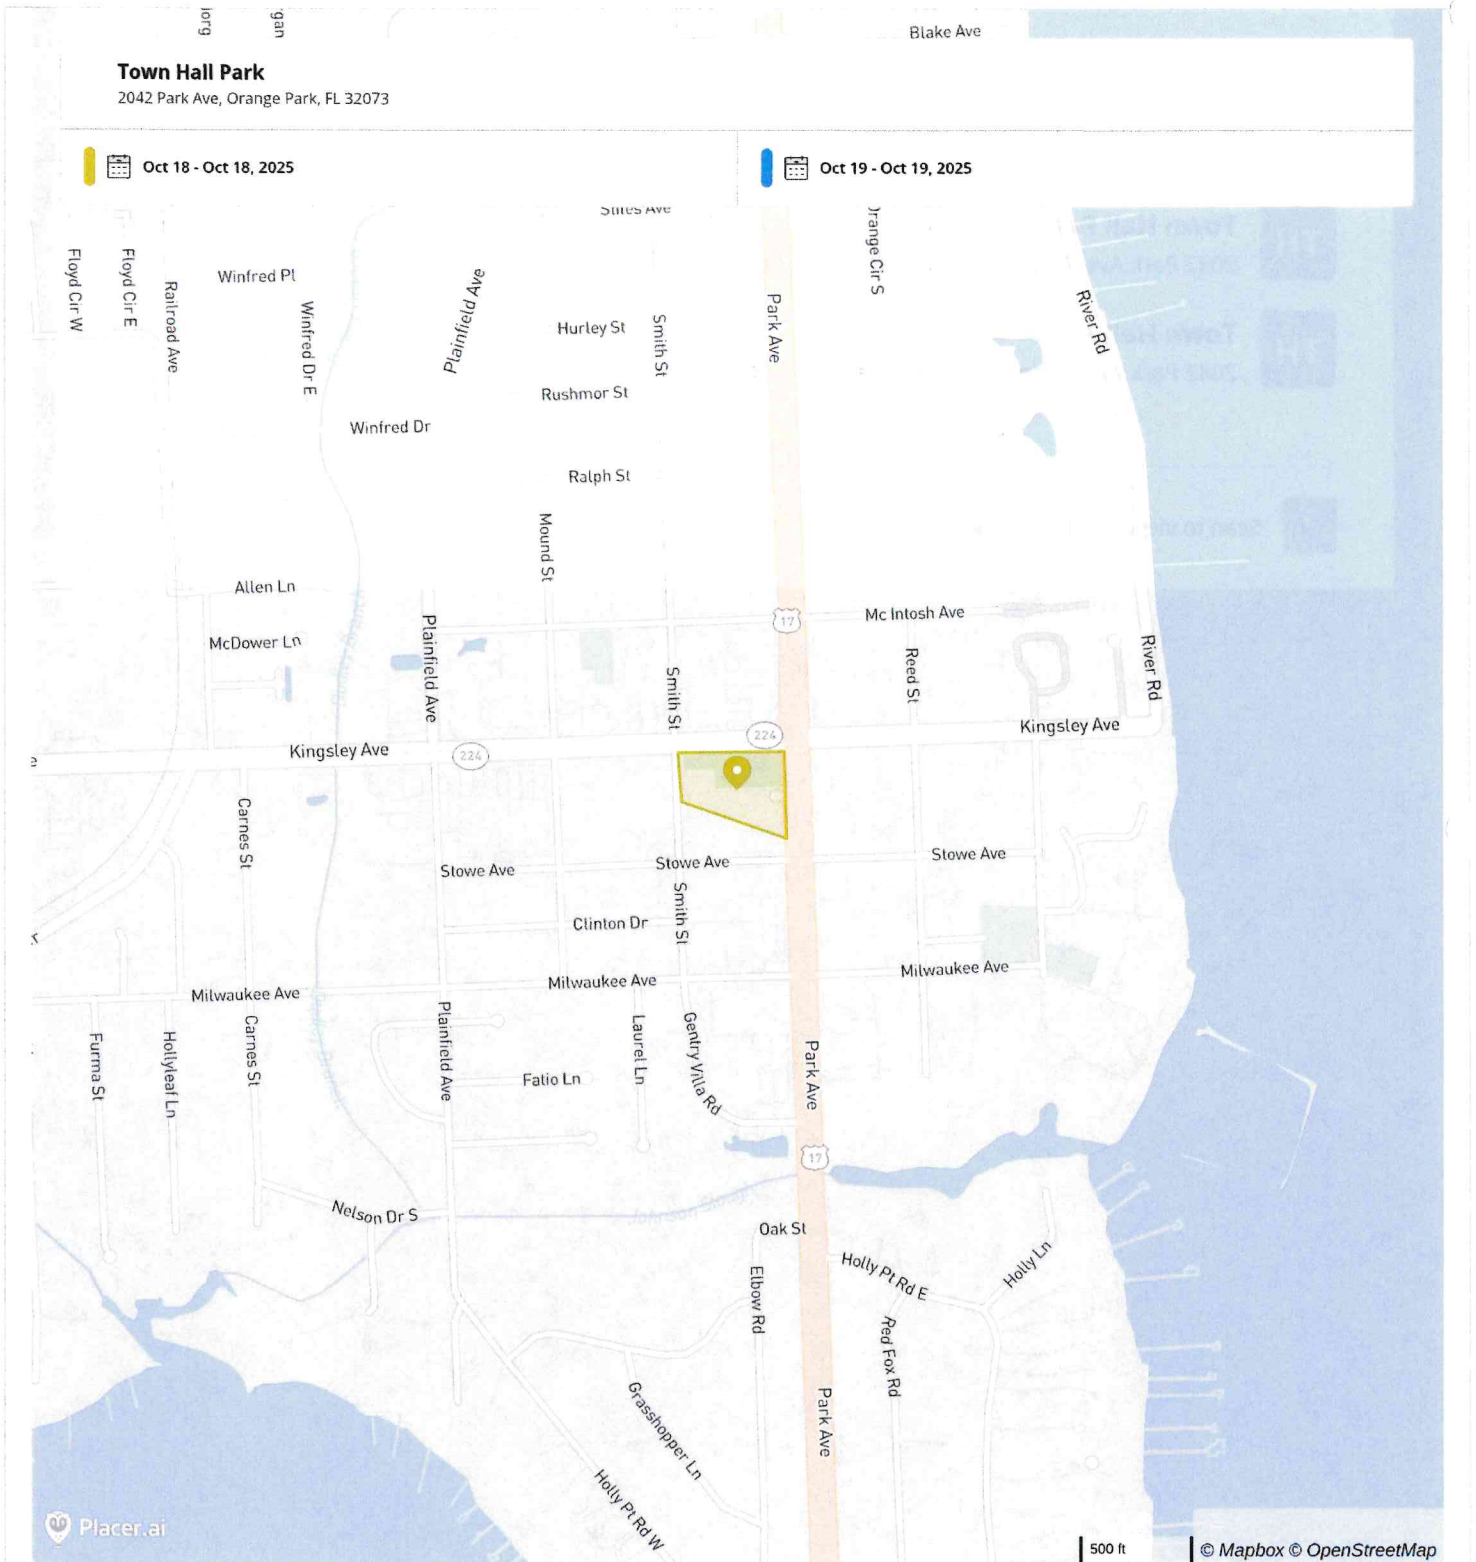 Blake Ave
Town Hall Park
2042 Park Ave, Orange Park, FL 32073
Oct 18 - Oct 18, 2025
Oct 19 - Oct 19, 2025
Stiles Ave
Floyd Cir W
Floyd Cir E
Railroad Ave
Winfred Pl
Winfred Dr E
Plainfield Ave
Hurley St
Smith St
Park Ave
River Rd
Rushmor St
Winfred Dr
Ralph St
Mound St
Allen Ln
McDower Ln
Plainfield Ave
17
Mc Intosh Ave
Reed St
River Rd
Smith St
Kingsley Ave
224
224
Kingsley Ave
Carnes St
Stowe Ave
Stowe Ave
Stowe Ave
Smith St
Clinton Dr
Milwaukee Ave
Milwaukee Ave
Milwaukee Ave
Furma St
Hollyleaf Ln
Carnes St
Plainfield Ave
Fatio Ln
Laurel Ln
Gentry Villa Rd
Park Ave
17
Nelson Dr S
Oak St
Elbow Rd
Holly Pt Rd E
Holly Ln
Red Fox Rd
Grasshopper Ln
Park Ave
Holly Pt Rd W
Placer.ai
500 ft
© Mapbox © OpenStreetMap